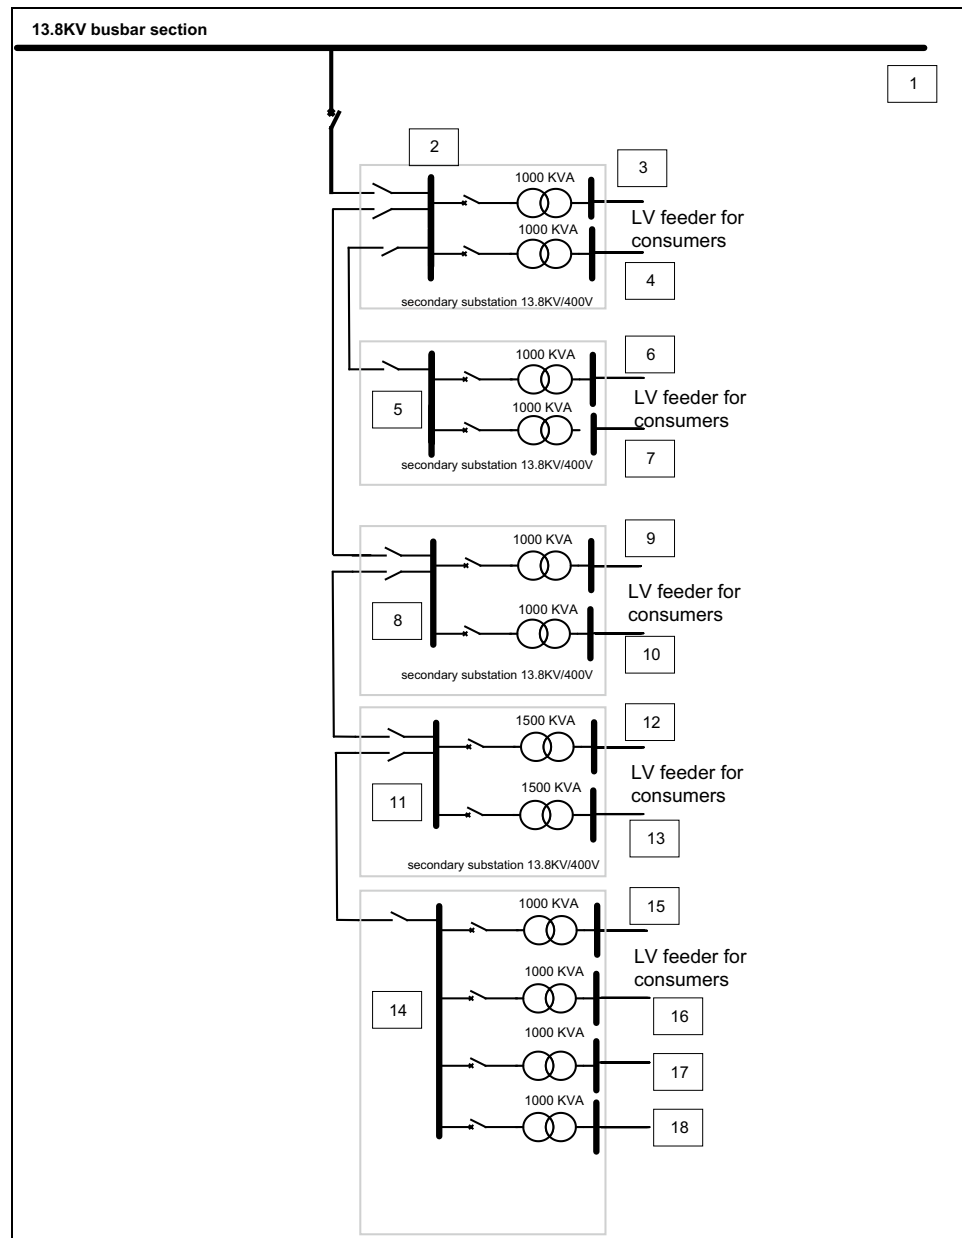 13.8KV busbar section
1
2
3
1000 KVA
LV feeder for
consumers
1000 KVA
4
secondary substation 13.8KV/400V
6
1000 KVA
5
LV feeder for
consumers
1000 KVA
7
secondary substation 13.8KV/400V
9
1000 KVA
LV feeder for
consumers
8
1000 KVA
10
secondary substation 13.8KV/400V
12
1500 KVA
LV feeder for
consumers
11
1500 KVA
13
secondary substation 13.8KV/400V
15
1000 KVA
LV feeder for
consumers
14
1000 KVA
16
1000 KVA
17
1000 KVA
18